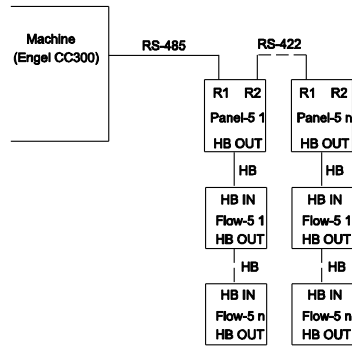 Machine
(Engel CC300)
RS-485
RS-422
R1 R2
Panel-5 1
HB OUT
R1 R2
Panel-5 n
HB OUT
HB
HB
HB IN
Flow-5 1
HB OUT
HB IN
Flow-5 1
HB OUT
HB
HB
HB IN
Flow-5 n
HB OUT
HB IN
Flow-5 n
HB OUT